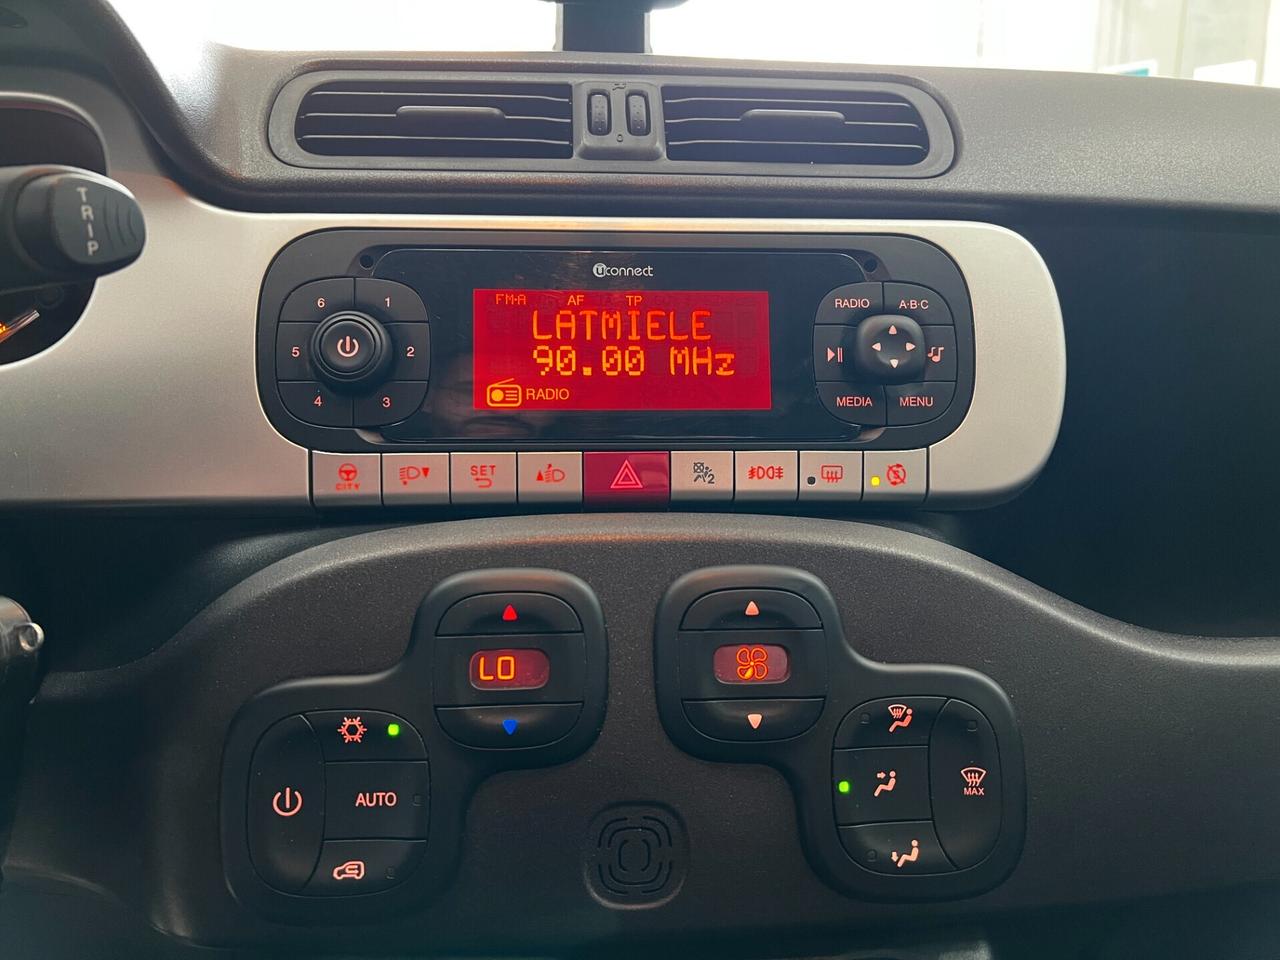 TRIP
R
O
uconnect
FM-A AF TP
LATMIELE
90.00 MHz
RADIO
6 1
5 2
4 3
RADIO A·B·C
MEDIA MENU
CITY
SET
2
LO
AUTO
MAX